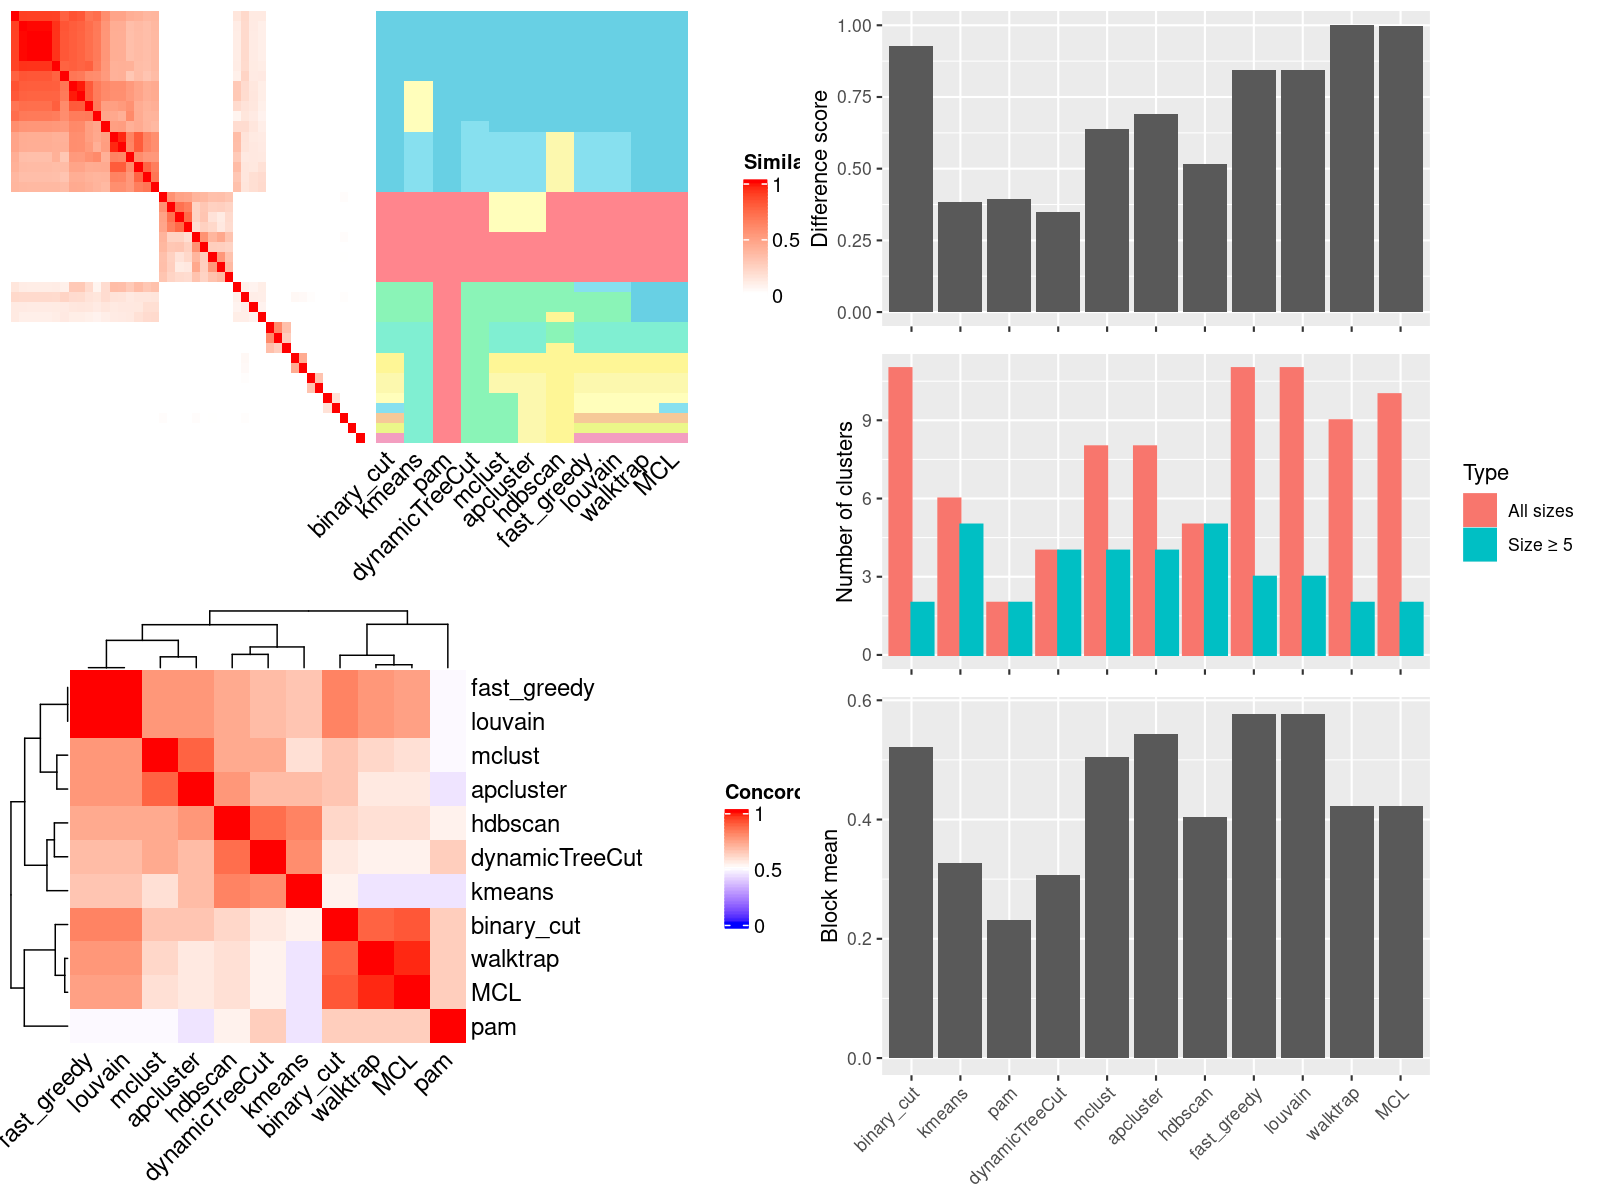 Simila
1
0.5
0
binary_cut
kmeans
pam
dynamicTreeCut
mclust
apcluster
hdbscan
fast_greedy
louvain
walktrap
MCL
Difference score
1.00
0.75
0.50
0.25
0.00
Number of clusters
9
6
3
0
Type
All sizes
Size ≥ 5
fast_greedy
louvain
mclust
apcluster
hdbscan
dynamicTreeCut
kmeans
binary_cut
walktrap
MCL
pam
fast_greedy
louvain
mclust
apcluster
hdbscan
dynamicTreeCut
kmeans
binary_cut
walktrap
MCL
pam
Concord
1
0.5
0
Block mean
0.6
0.4
0.2
0.0
binary_cut
kmeans
pam
dynamicTreeCut
mclust
apcluster
hdbscan
fast_greedy
louvain
walktrap
MCL